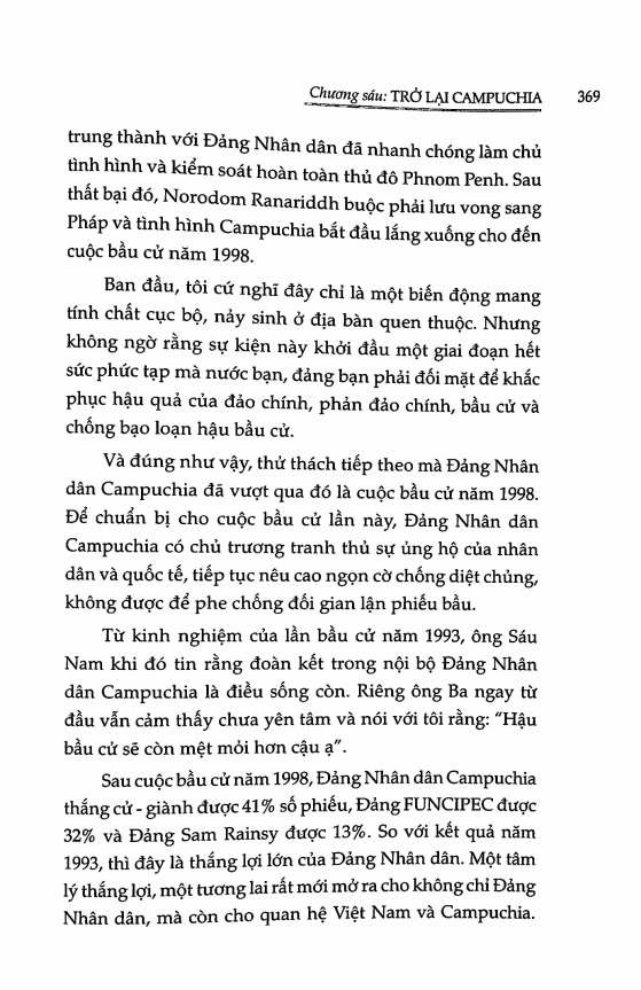 Chương sáu: TRỞ LẠI CAMPUCHIA 369
trung thành với Đảng Nhân dân đã nhanh chóng làm chủ
tình hình và kiểm soát hoàn toàn thủ đô Phnom Penh. Sau
thất bại đó, Norodom Ranariddh buộc phải lưu vong sang
Pháp và tình hình Campuchia bắt đầu lắng xuống cho đến
cuộc bầu cử năm 1998.
Ban đầu, tôi cứ nghĩ đây chỉ là một biến động mang
tính chất cục bộ, nảy sinh ở địa bàn quen thuộc. Nhưng
không ngờ rằng sự kiện này khởi đầu một giai đoạn hết
sức phức tạp mà nước bạn, đảng bạn phải đối mặt để khắc
phục hậu quả của đảo chính, phản đảo chính, bầu cử và
chống bạo loạn hậu bầu cử.
Và đúng như vậy, thử thách tiếp theo mà Đảng Nhân
dân Campuchia đã vượt qua đó là cuộc bầu cử năm 1998.
Để chuẩn bị cho cuộc bầu cử lần này, Đảng Nhân dân
Campuchia có chủ trương tranh thủ sự ủng hộ của nhân
dân và quốc tế, tiếp tục nêu cao ngọn cờ chống diệt chủng,
không được để phe chống đối gian lận phiếu bầu.
Từ kinh nghiệm của lần bầu cử năm 1993, ông Sáu
Nam khi đó tin rằng đoàn kết trong nội bộ Đảng Nhân
dân Campuchia là điều sống còn. Riêng ông Ba ngay từ
đầu vẫn cảm thấy chưa yên tâm và nói với tôi rằng: "Hậu
bầu cử sẽ còn mệt mỏi hơn cậu ạ".
Sau cuộc bầu cử năm 1998, Đảng Nhân dân Campuchia
thắng cử - giành được 41% số phiếu, Đảng FUNCIPEC được
32% và Đảng Sam Rainsy được 13%. So với kết quả năm
1993, thì đây là thắng lợi lớn của Đảng Nhân dân. Một tâm
lý thắng lợi, một tương lai rất mới mở ra cho không chỉ Đảng
Nhân dân, mà còn cho quan hệ Việt Nam và Campuchia.